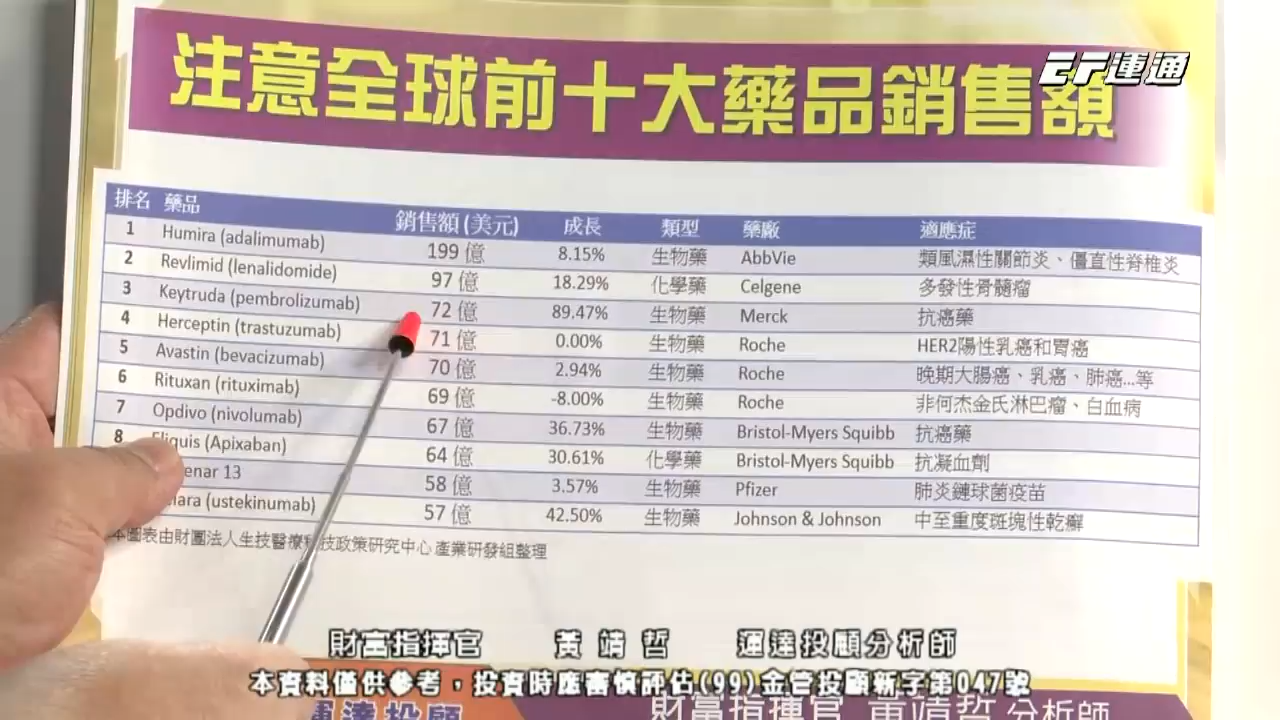 注意全球前十大藥品銷售額
運通
排名 藥品 銷售額(美元) 成長 類型 藥廠 適應症
1 Humira (adalimumab) 199 億 8.15% 生物藥 AbbVie 類風濕性關節炎、僵直性脊椎炎
2 Revlimid (lenalidomide) 97 億 18.29% 化學藥 Celgene 多發性骨髓瘤
3 Keytruda (pembrolizumab) 72 億 89.47% 生物藥 Merck 抗癌藥
4 Herceptin (trastuzumab) 71 億 0.00% 生物藥 Roche HER2陽性乳癌和胃癌
5 Avastin (bevacizumab) 70 億 2.94% 生物藥 Roche 晚期大腸癌、乳癌、肺癌...等
6 Rituxan (rituximab) 69 億 -8.00% 生物藥 Roche 非何杰金氏淋巴瘤、白血病
7 Opdivo (nivolumab) 67 億 36.73% 生物藥 Bristol-Myers Squibb 抗癌藥
8 Eliquis (Apixaban) 64 億 30.61% 化學藥 Bristol-Myers Squibb 抗凝血劑
enar 13 58 億 3.57% 生物藥 Pfizer 肺炎鏈球菌疫苗
lara (ustekinumab) 57 億 42.50% 生物藥 Johnson & Johnson 中至重度斑塊性乾癬
本圖表由財團法人生技醫療科技政策研究中心 產業研發組整理
財富指揮官 黃靖哲 運達投顧分析師
本資料僅供參考，投資時應審慎評估(99)金管投顧新字第047號
運達投顧 財富指揮官 黃靖哲 分析師